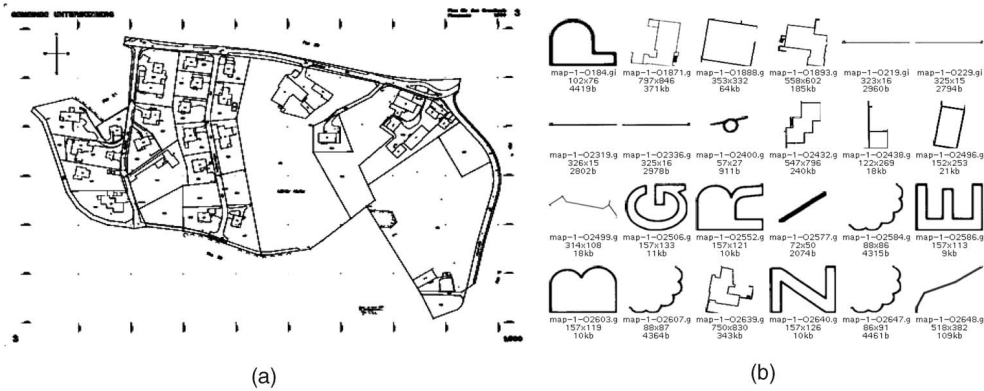 GEMEINDE UNTERBÖZBERG
3
3
1:1000
(a)
map-1-O184.gi map-1-O1871.g map-1-O1888.g map-1-O1893.g map-1-O219.gi map-1-O229.gi
102x76 797x846 353x332 558x602 323x16 325x15
4419b 371kb 64kb 185kb 2960b 2794b
map-1-O2319.g map-1-O2336.g map-1-O2400.g map-1-O2432.g map-1-O2438.g map-1-O2496.g
326x15 325x16 57x27 547x796 122x269 152x253
2802b 2978b 911b 240kb 18kb 21kb
G R E
map-1-O2499.g map-1-O2506.g map-1-O2552.g map-1-O2577.g map-1-O2584.g map-1-O2586.g
314x108 157x133 157x121 72x50 88x86 157x113
18kb 11kb 10kb 2074b 4315b 9kb
B Z
map-1-O2603.g map-1-O2607.g map-1-O2639.g map-1-O2640.g map-1-O2647.g map-1-O2648.g
157x119 88x87 750x830 157x126 86x91 518x382
10kb 4364b 343kb 10kb 4461b 109kb
(b)